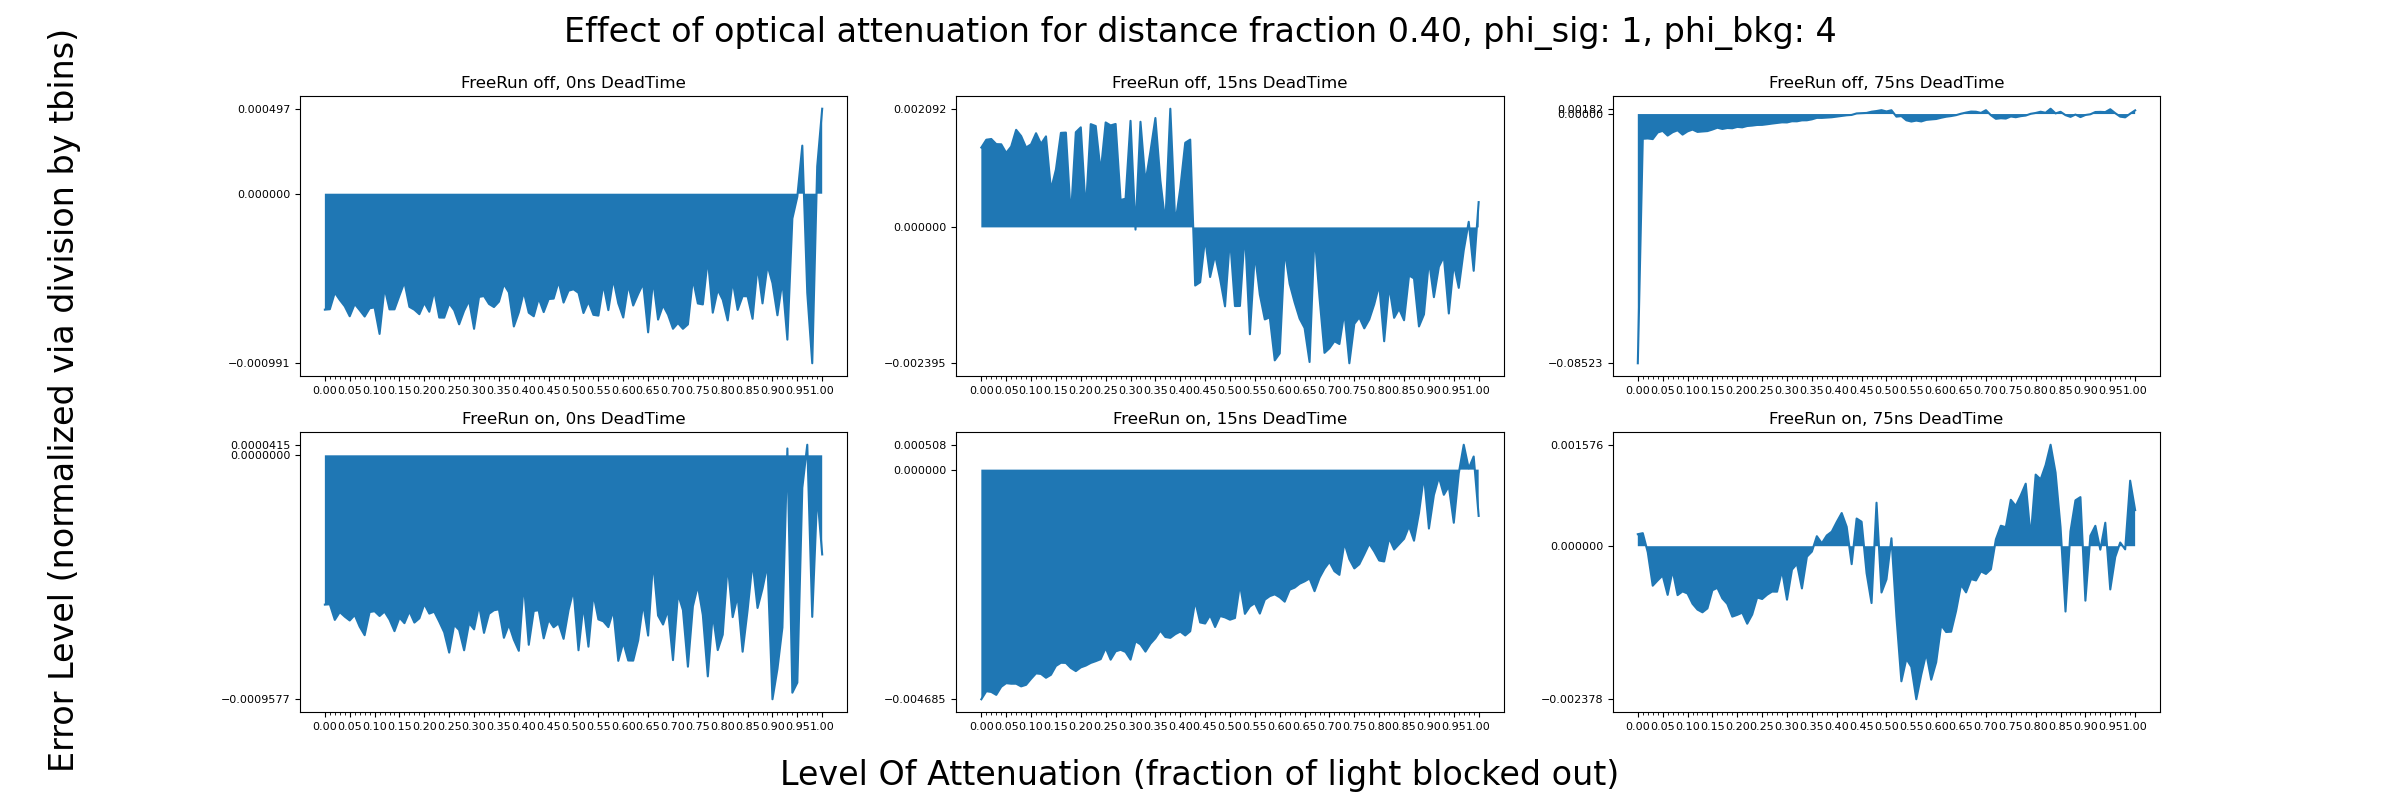 Effect of optical attenuation for distance fraction 0.40, phi_sig: 1, phi_bkg: 4
Error Level (normalized via division by tbins)
FreeRun off, 0ns DeadTime
0.000497
0.000000
−0.000991
0.00 0.05 0.10 0.15 0.20 0.25 0.30 0.35 0.40 0.45 0.50 0.55 0.60 0.65 0.70 0.75 0.80 0.85 0.90 0.95 1.00
FreeRun off, 15ns DeadTime
0.002092
0.000000
−0.002395
0.00 0.05 0.10 0.15 0.20 0.25 0.30 0.35 0.40 0.45 0.50 0.55 0.60 0.65 0.70 0.75 0.80 0.85 0.90 0.95 1.00
FreeRun off, 75ns DeadTime
0.00182
0.00000
−0.08523
0.00 0.05 0.10 0.15 0.20 0.25 0.30 0.35 0.40 0.45 0.50 0.55 0.60 0.65 0.70 0.75 0.80 0.85 0.90 0.95 1.00
FreeRun on, 0ns DeadTime
0.0000415
0.0000000
−0.0009577
0.00 0.05 0.10 0.15 0.20 0.25 0.30 0.35 0.40 0.45 0.50 0.55 0.60 0.65 0.70 0.75 0.80 0.85 0.90 0.95 1.00
FreeRun on, 15ns DeadTime
0.000508
0.000000
−0.004685
0.00 0.05 0.10 0.15 0.20 0.25 0.30 0.35 0.40 0.45 0.50 0.55 0.60 0.65 0.70 0.75 0.80 0.85 0.90 0.95 1.00
FreeRun on, 75ns DeadTime
0.001576
0.000000
−0.002378
0.00 0.05 0.10 0.15 0.20 0.25 0.30 0.35 0.40 0.45 0.50 0.55 0.60 0.65 0.70 0.75 0.80 0.85 0.90 0.95 1.00
Level Of Attenuation (fraction of light blocked out)